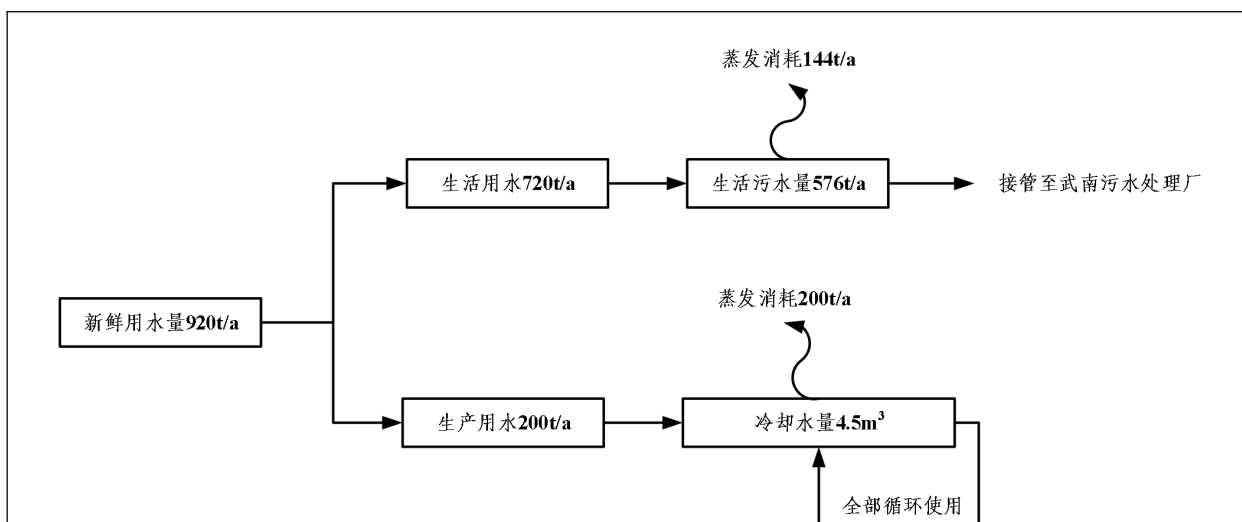 蒸发消耗144t/a
生活用水720t/a
生活污水量576t/a
接管至武南污水处理厂
蒸发消耗200t/a
新鲜用水量920t/a
生产用水200t/a
冷却水量4.5m³
全部循环使用